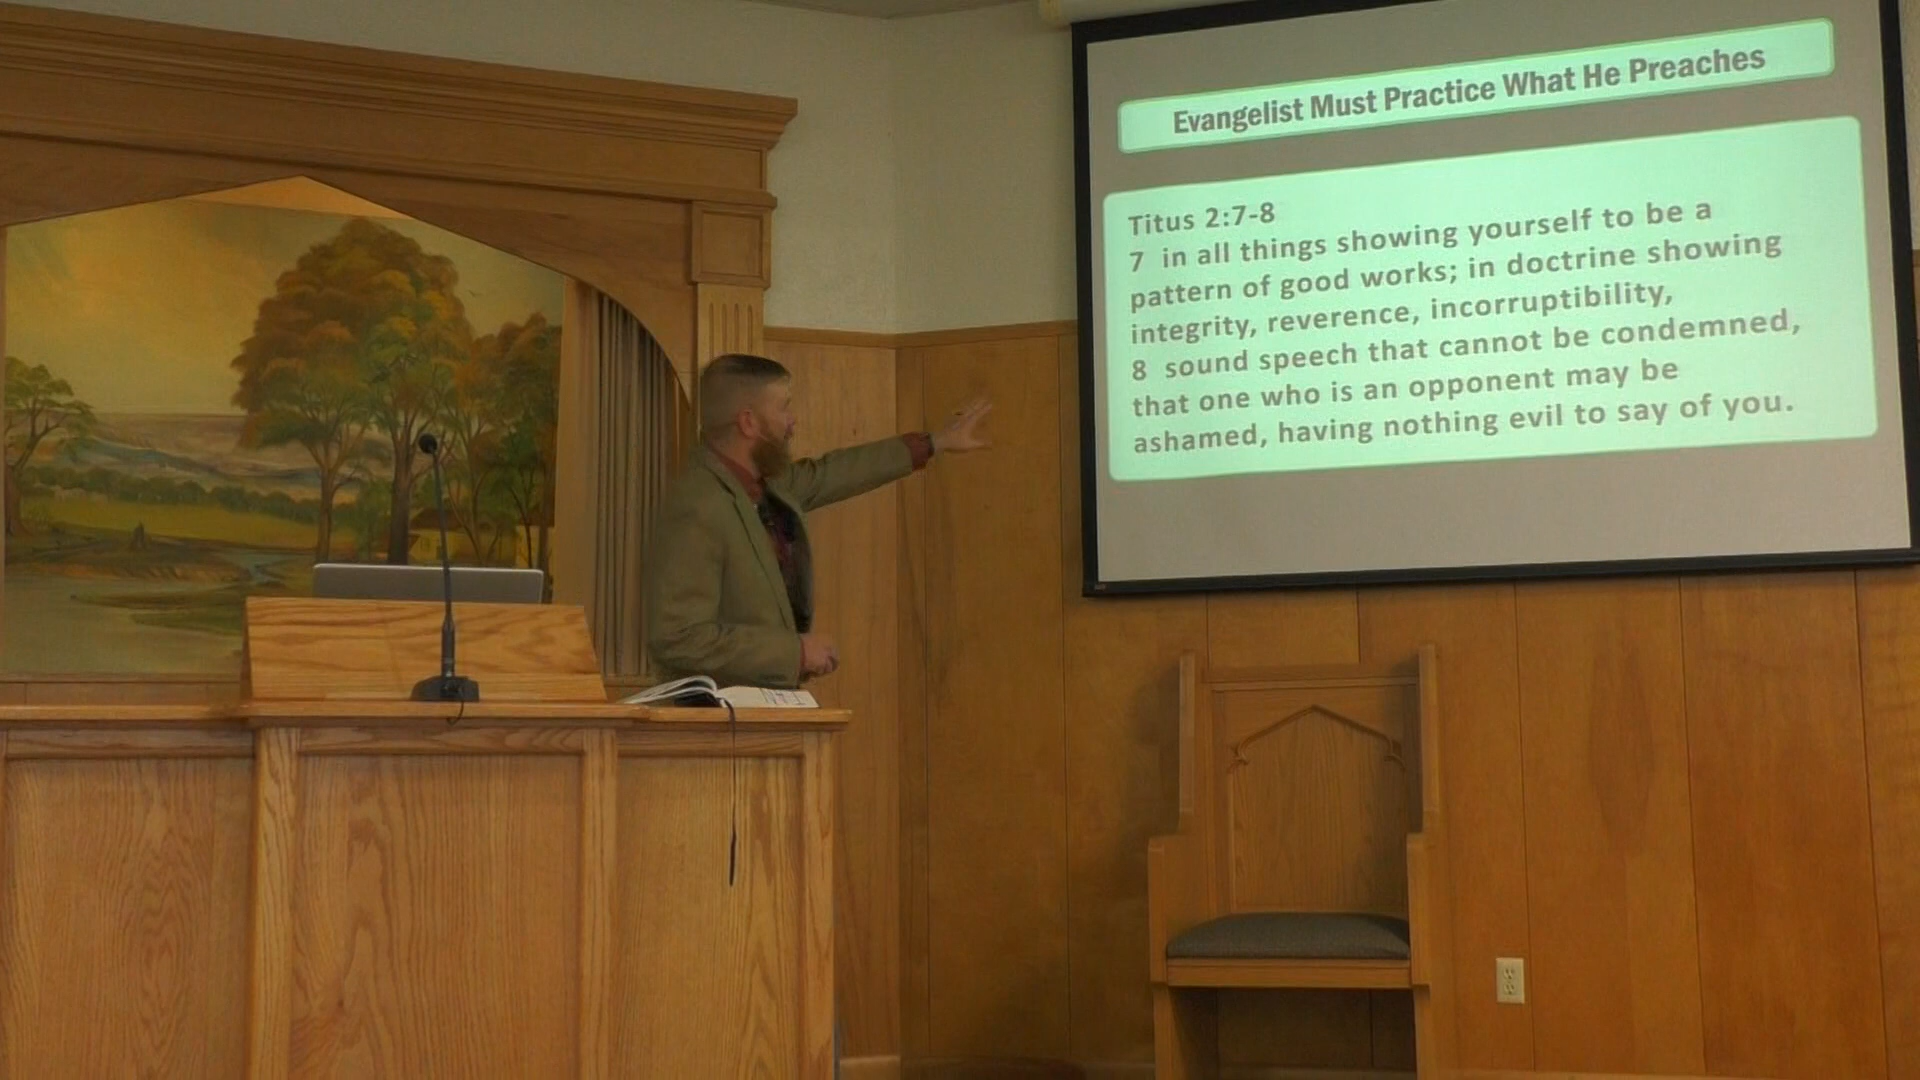 Evangelist Must Practice What He Preaches
Titus 2:7-8
7 in all things showing yourself to be a
pattern of good works; in doctrine showing
integrity, reverence, incorruptibility,
8 sound speech that cannot be condemned,
that one who is an opponent may be
ashamed, having nothing evil to say of you.